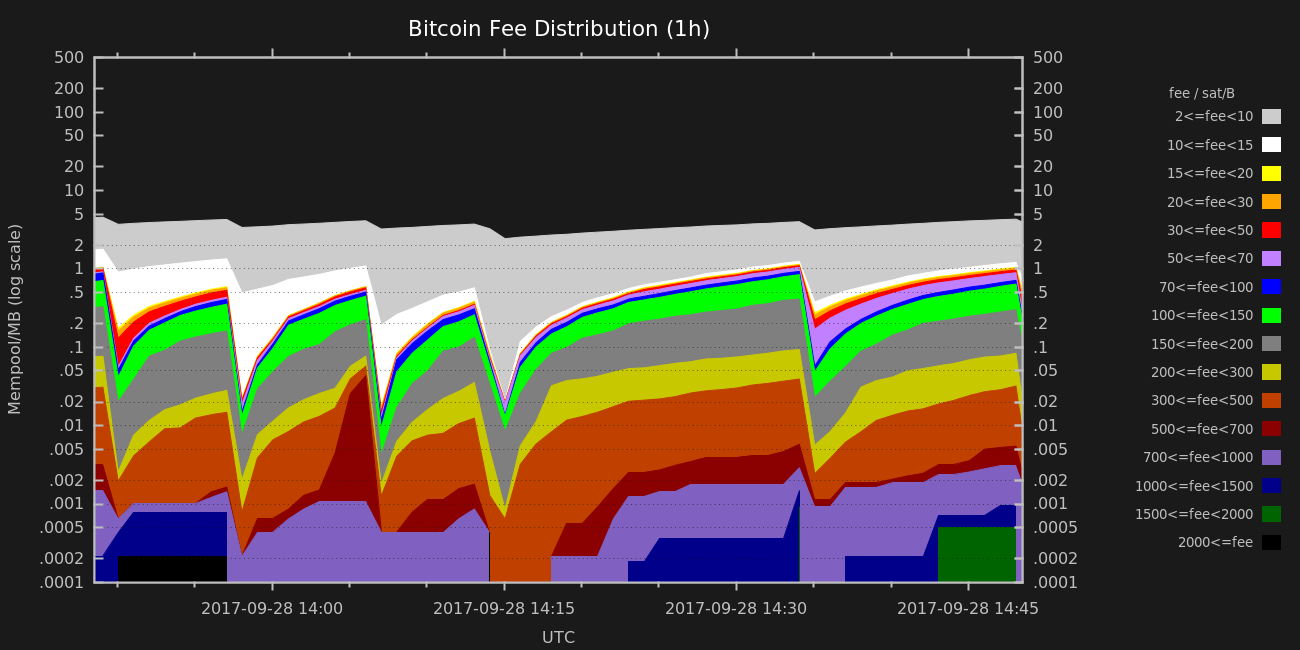 Bitcoin Fee Distribution (1h)
500 500
200 200
100 100
50 50
20 20
10 10
5 5
2 2
1 1
.5 .5
.2 .2
.1 .1
.05 .05
.02 .02
.01 .01
.005 .005
.002 .002
.001 .001
.0005 .0005
.0002 .0002
.0001 .0001
Mempool/MB (log scale)
2017-09-28 14:00 2017-09-28 14:15 2017-09-28 14:30 2017-09-28 14:45
UTC
fee / sat/B
2<=fee<10
10<=fee<15
15<=fee<20
20<=fee<30
30<=fee<50
50<=fee<70
70<=fee<100
100<=fee<150
150<=fee<200
200<=fee<300
300<=fee<500
500<=fee<700
700<=fee<1000
1000<=fee<1500
1500<=fee<2000
2000<=fee